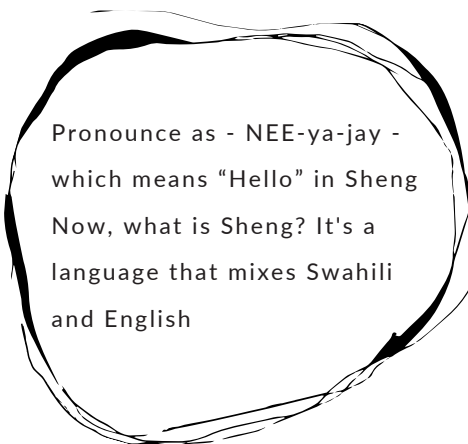 Pronounce as - NEE-ya-jay -
which means “Hello” in Sheng
Now, what is Sheng? It's a
language that mixes Swahili
and English